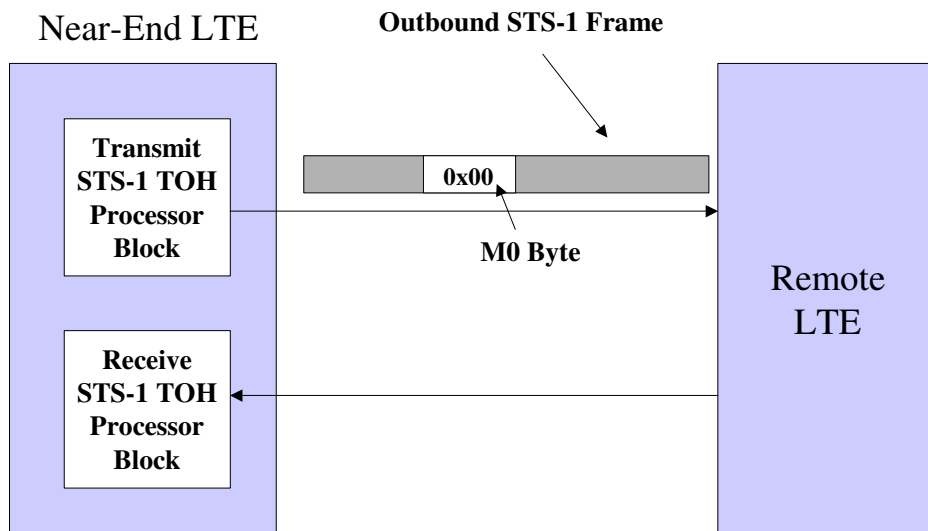 Near-End LTE
Outbound STS-1 Frame
Transmit
STS-1 TOH
Processor
Block
0x00
M0 Byte
Remote
LTE
Receive
STS-1 TOH
Processor
Block